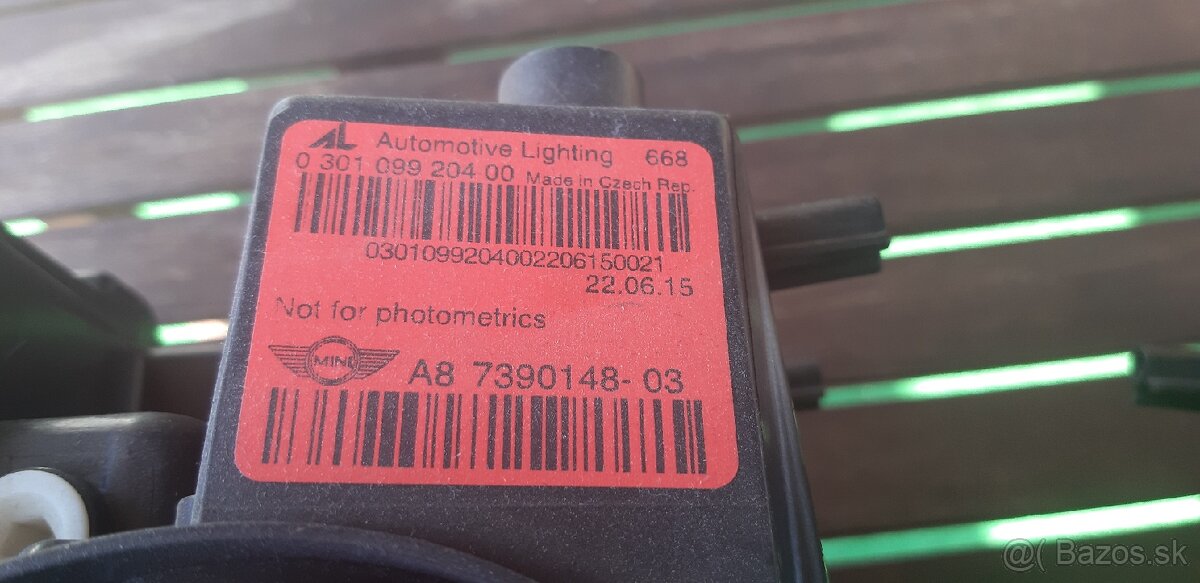 AL Automotive Lighting 668
0 301 099 204 00 Made in Czech Rep.
0301099204002206150021
22.06.15
Not for photometrics
MINI A8 7390148- 03
@( Bazos.sk